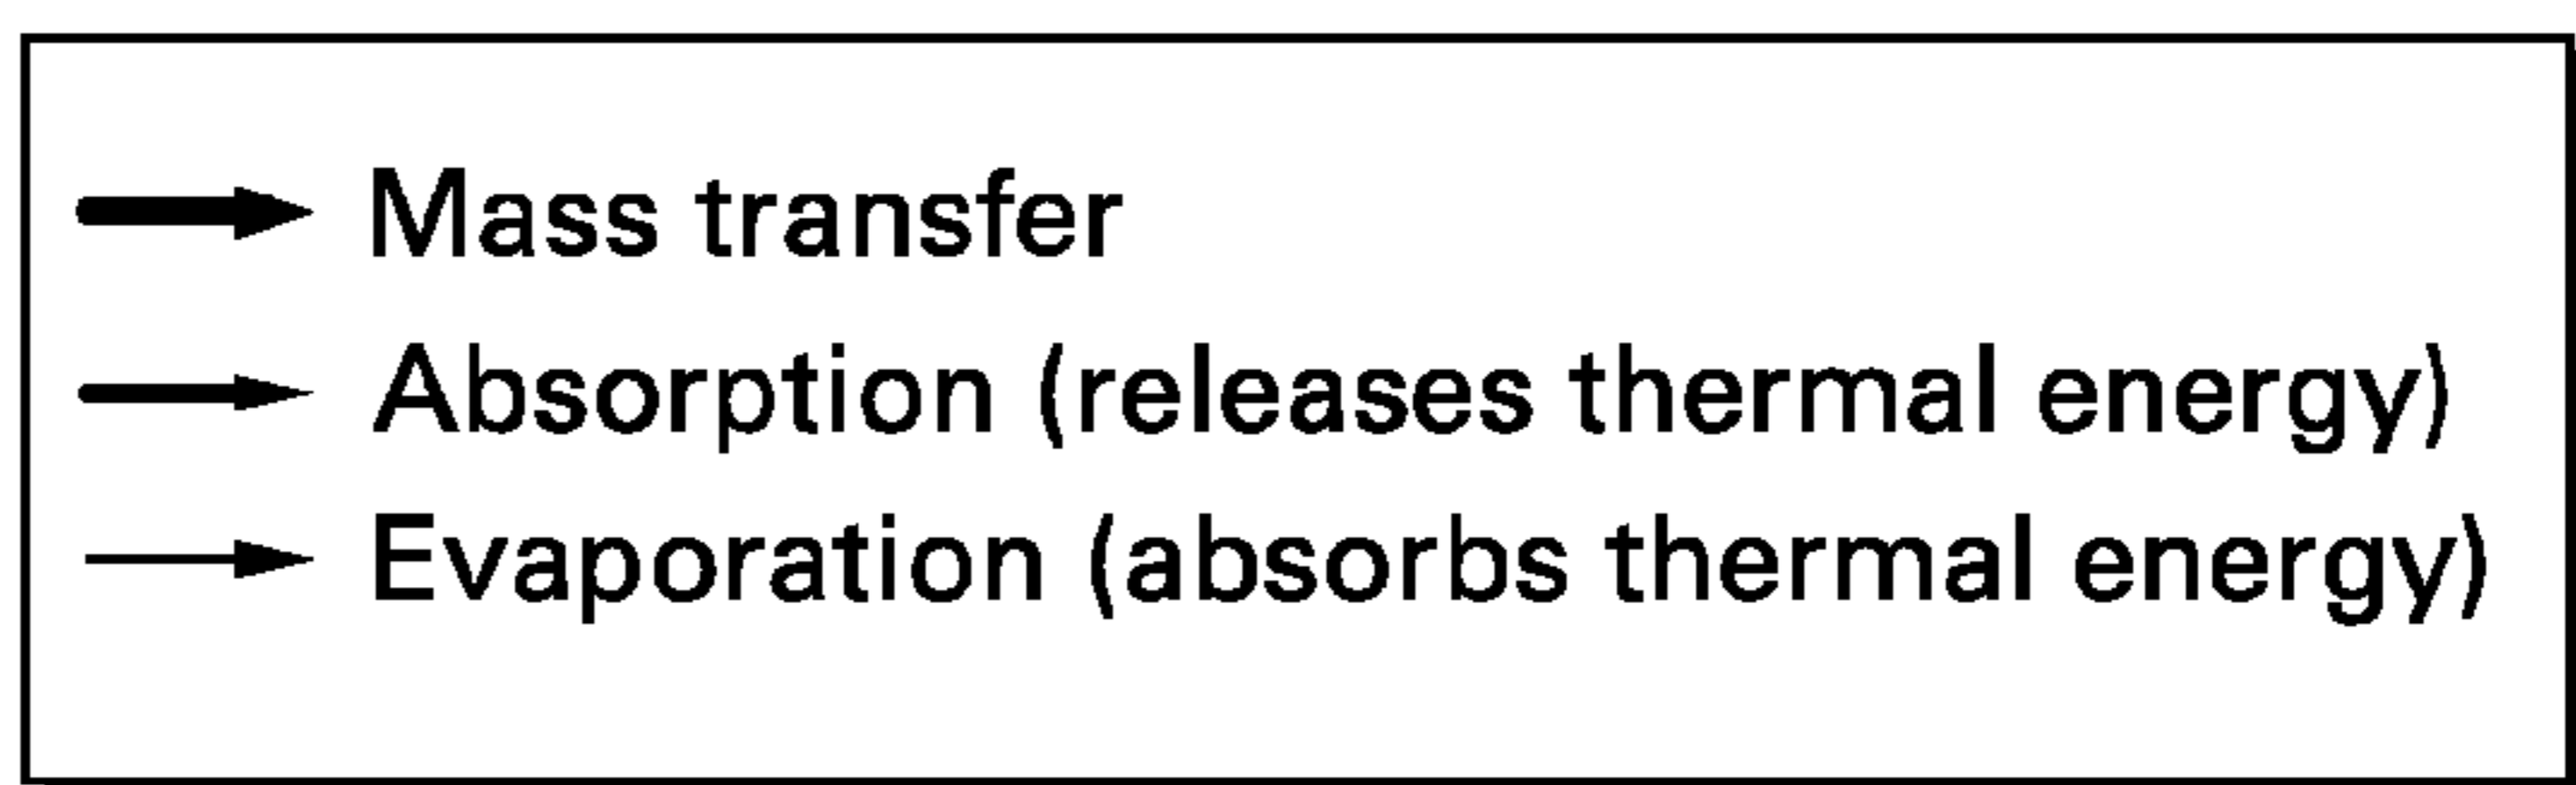 Mass transfer
Absorption (releases thermal energy)
Evaporation (absorbs thermal energy)